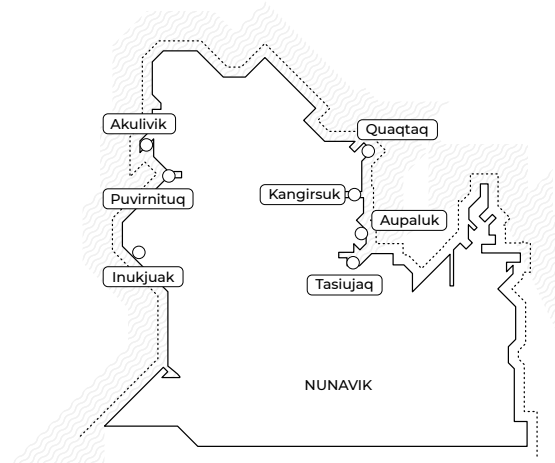 Akulivik
Quaqtaq
Puvirnituq
Kangirsuk
Aupaluk
Inukjuak
Tasiujaq
NUNAVIK